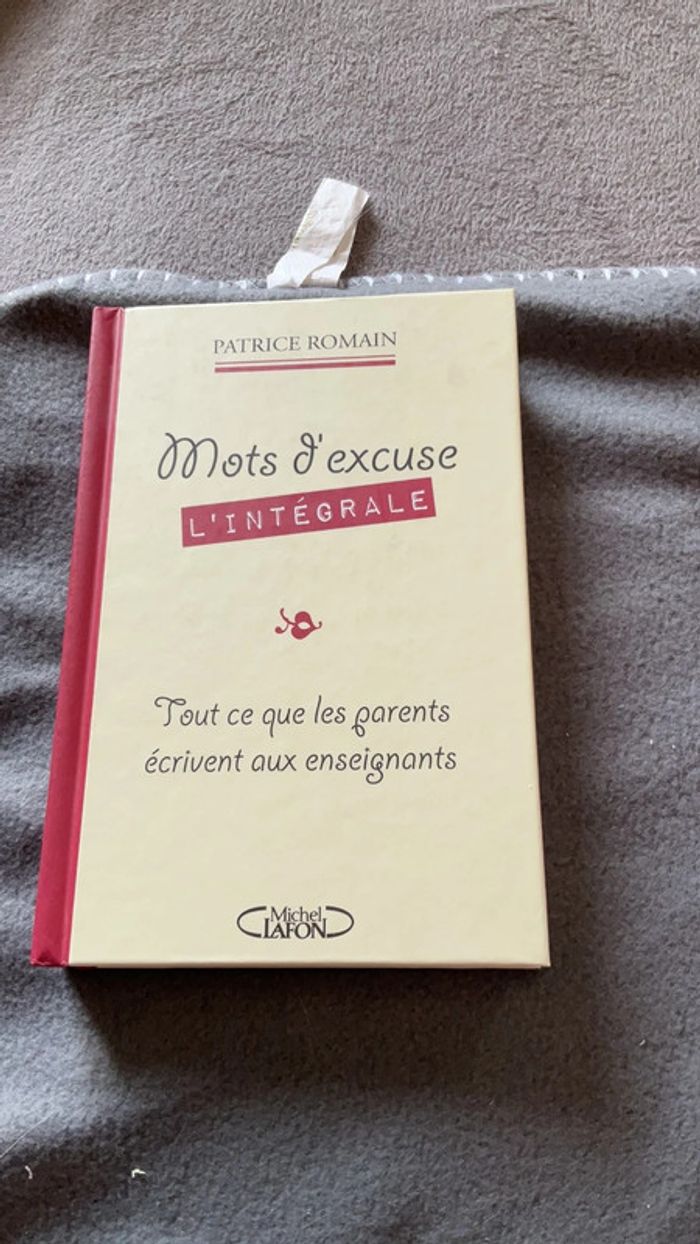 PATRICE ROMAIN
Mots d'excuse
L'INTÉGRALE
Tout ce que les parents
écrivent aux enseignants
Michel
LAFON